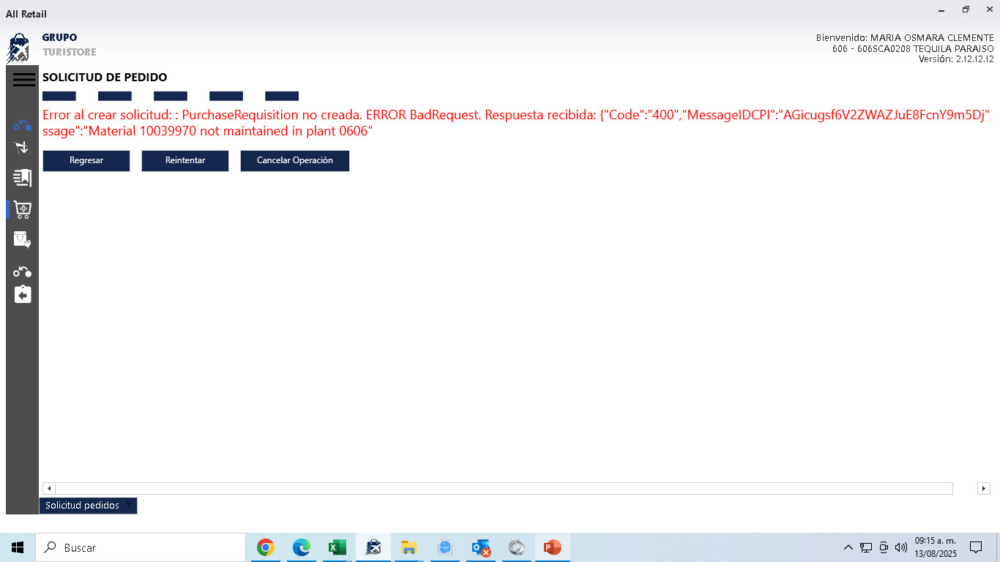 All Retail
GRUPO
TURISTORE
Bienvenido: MARIA OSMARA CLEMENTE
606 - 606SCA0208 TEQUILA PARAISO
Versión: 2.12.12.12
SOLICITUD DE PEDIDO
Error al crear solicitud: : PurchaseRequisition no creada. ERROR BadRequest. Respuesta recibida: {"Code":"400","MessageIDCPI":"AGicugsf6V2ZWAZJuE8FcnY9m5Dj",
ssage":"Material 10039970 not maintained in plant 0606"
Regresar
Reintentar
Cancelar Operación
Solicitud pedidos x
Buscar
09:15 a. m.
13/08/2025